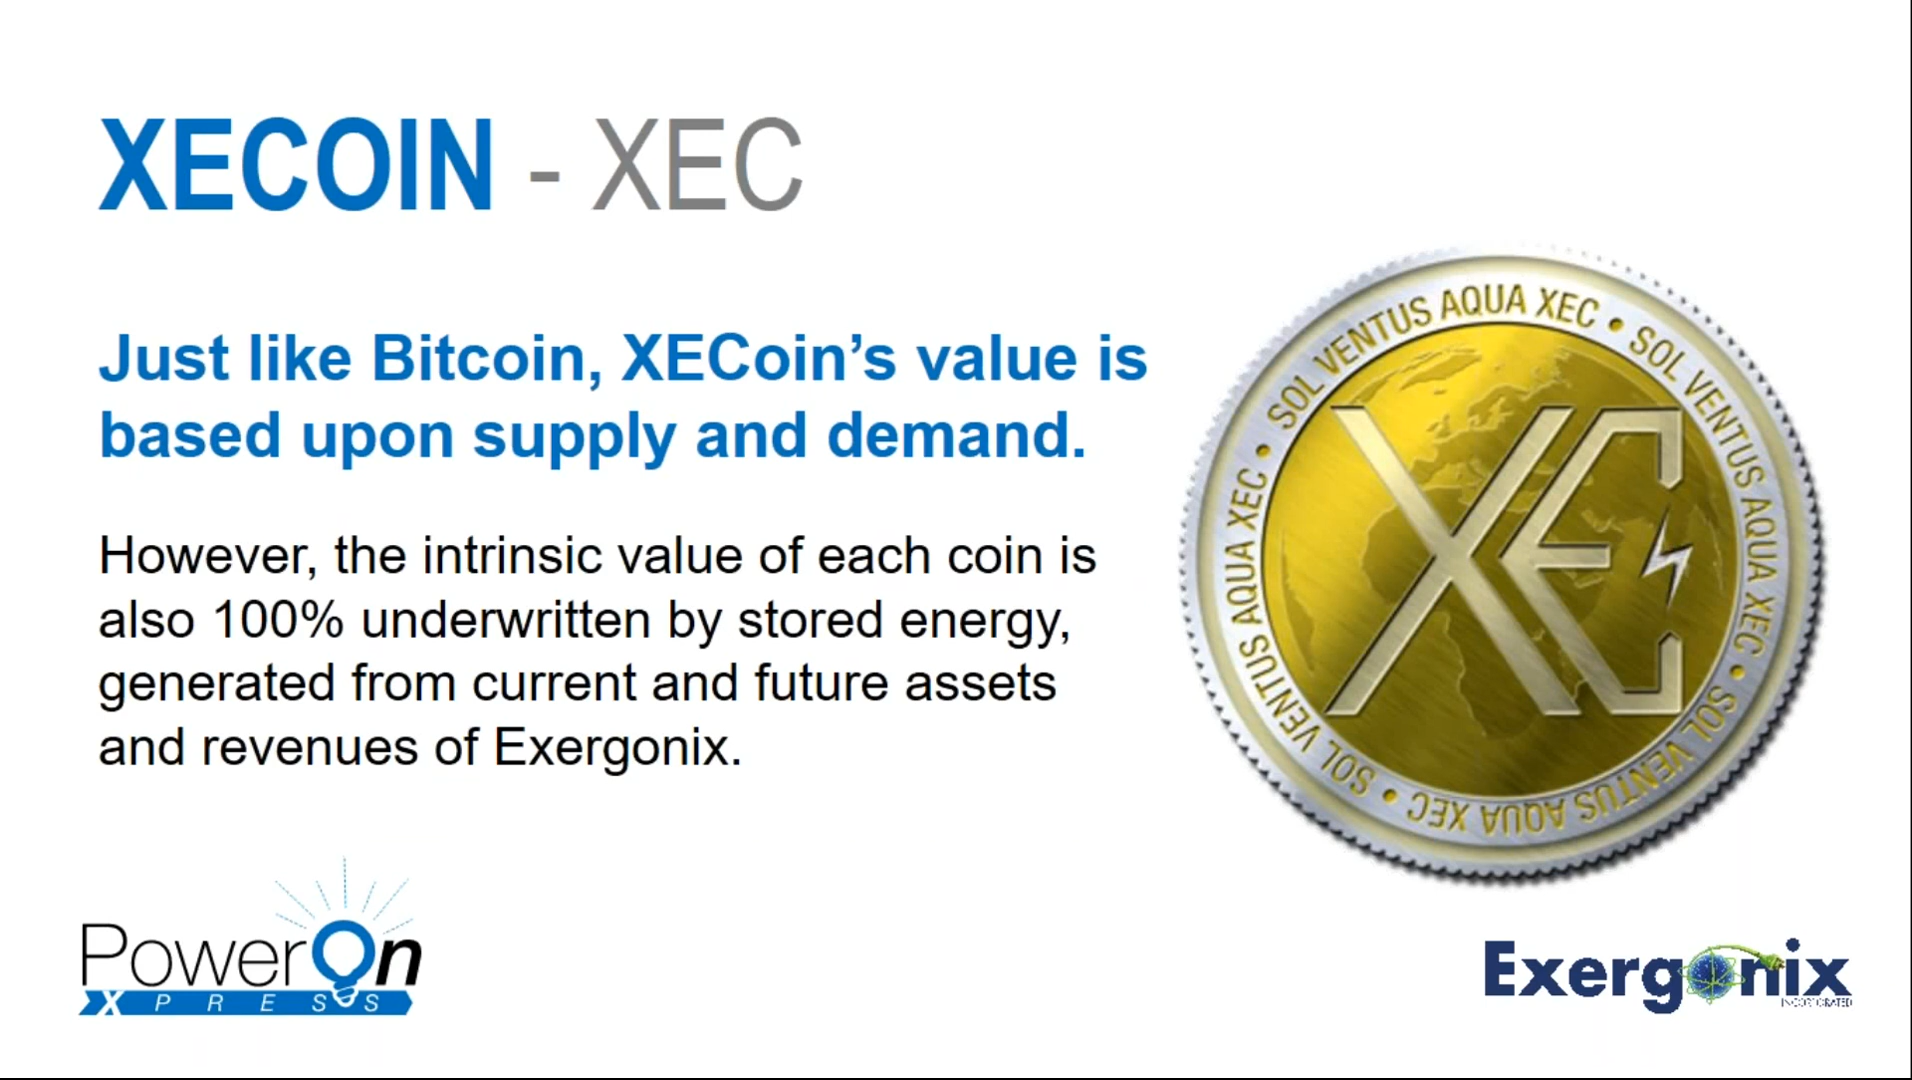 XECOIN - XEC
Just like Bitcoin, XECoin’s value is
based upon supply and demand.
However, the intrinsic value of each coin is
also 100% underwritten by stored energy,
generated from current and future assets
and revenues of Exergonix.
SOL VENTUS AQUA XEC • SOL VENTUS AQUA XEC • SOL VENTUS AQUA XEC • SOL VENTUS AQUA XEC •
XEC
PowerOn
XPRESS
Exergonix
INCORPORATED